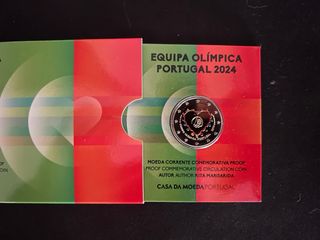 EQUIPA OLÍMPICA
PORTUGAL 2024
MOEDA CORRENTE COMEMORATIVA PROOF
PROOF COMMEMORATIVE CIRCULATION COIN
AUTOR AUTHOR RITA MARGARIDA
CASA DA MOEDA PORTUGAL